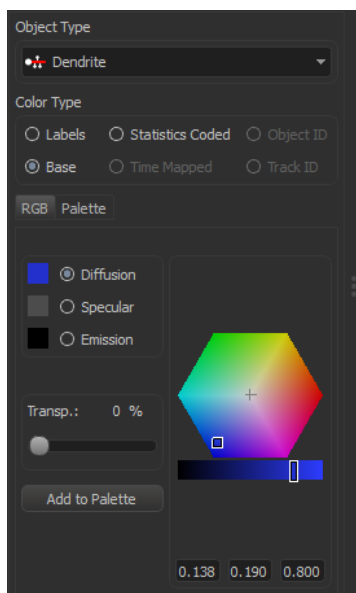 Object Type
Dendrite
Color Type
Labels Statistics Coded Object ID
Base Time Mapped Track ID
RGB Palette
Diffusion
Specular
Emission
Transp.: 0 %
Add to Palette
0.138 0.190 0.800